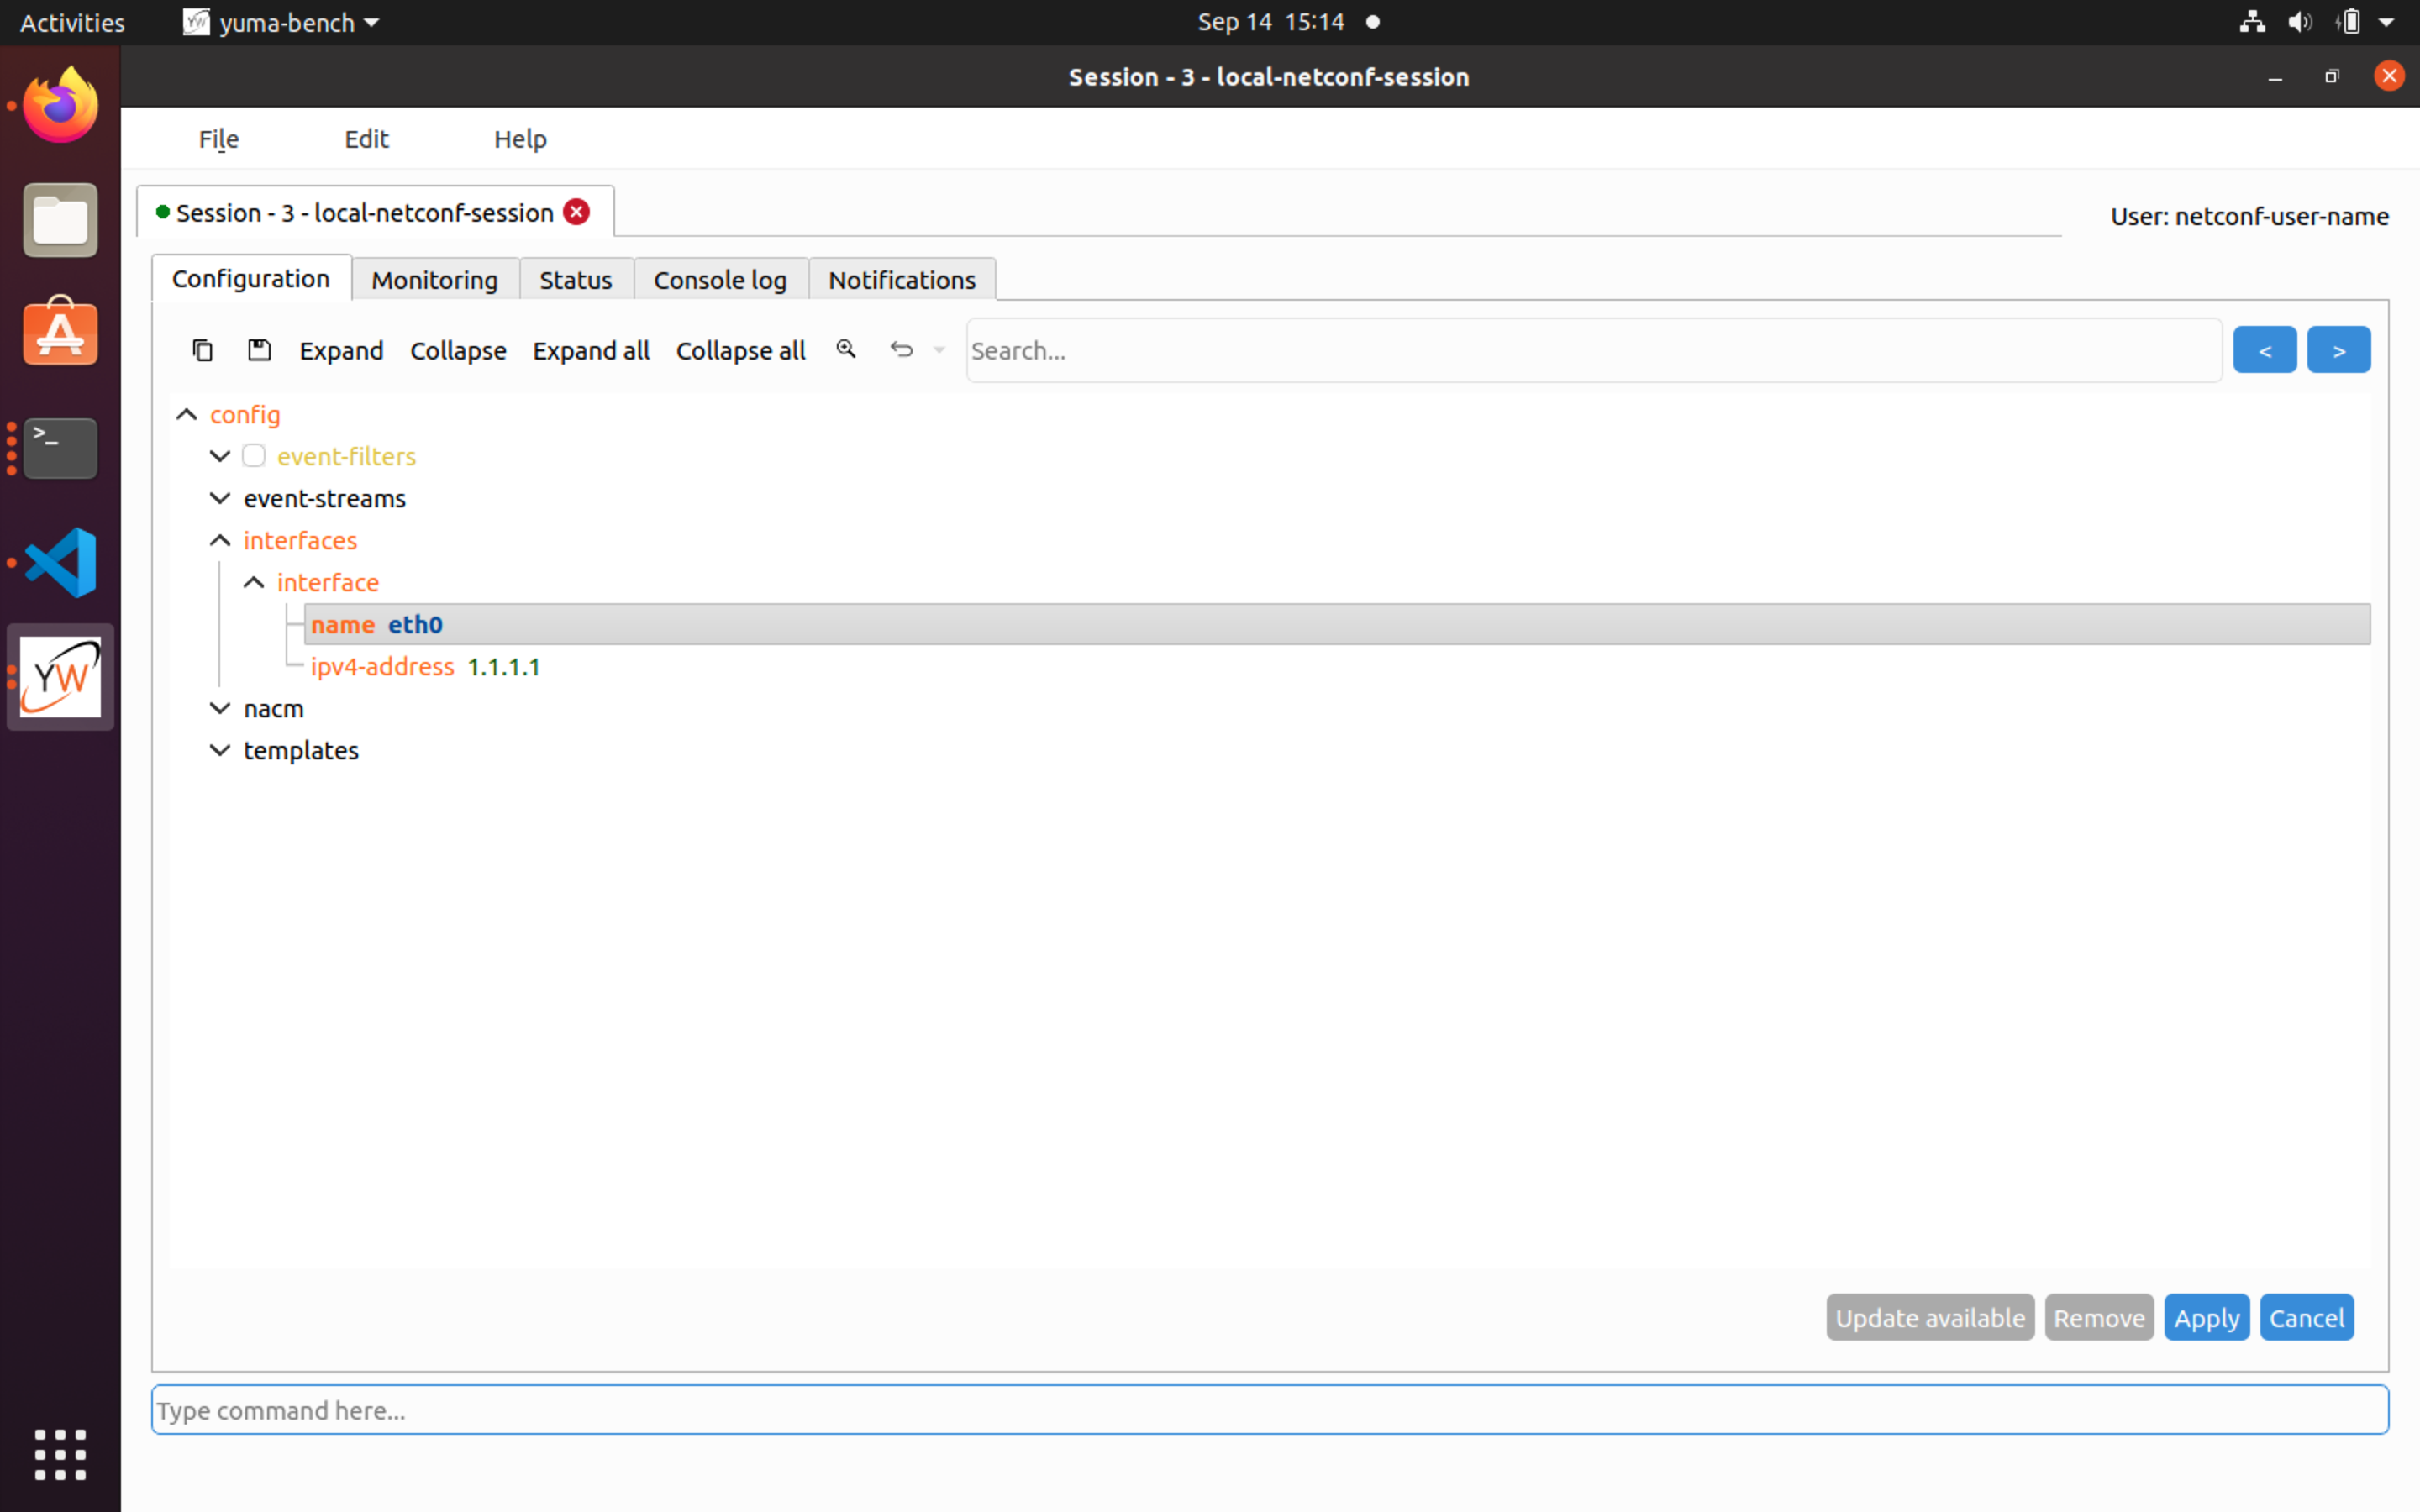 Activities yuma-bench Sep 14 15:14
Session - 3 - local-netconf-session
File Edit Help
Session - 3 - local-netconf-session
User: netconf-user-name
Configuration Monitoring Status Console log Notifications
Expand Collapse Expand all Collapse all Search... < >
config
event-filters
event-streams
interfaces
interface
name eth0
ipv4-address 1.1.1.1
nacm
templates
YW
Update available Remove Apply Cancel
Type command here...